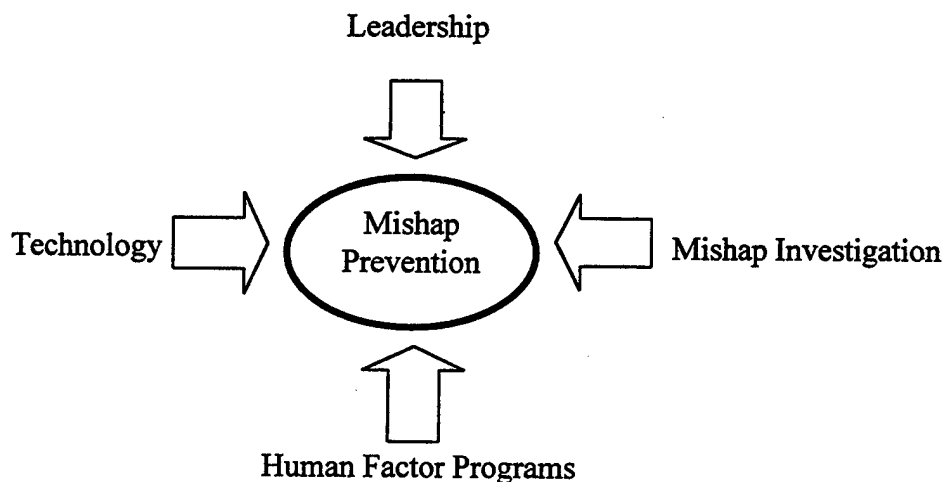 Leadership
Technology
Mishap
Prevention
Mishap Investigation
Human Factor Programs